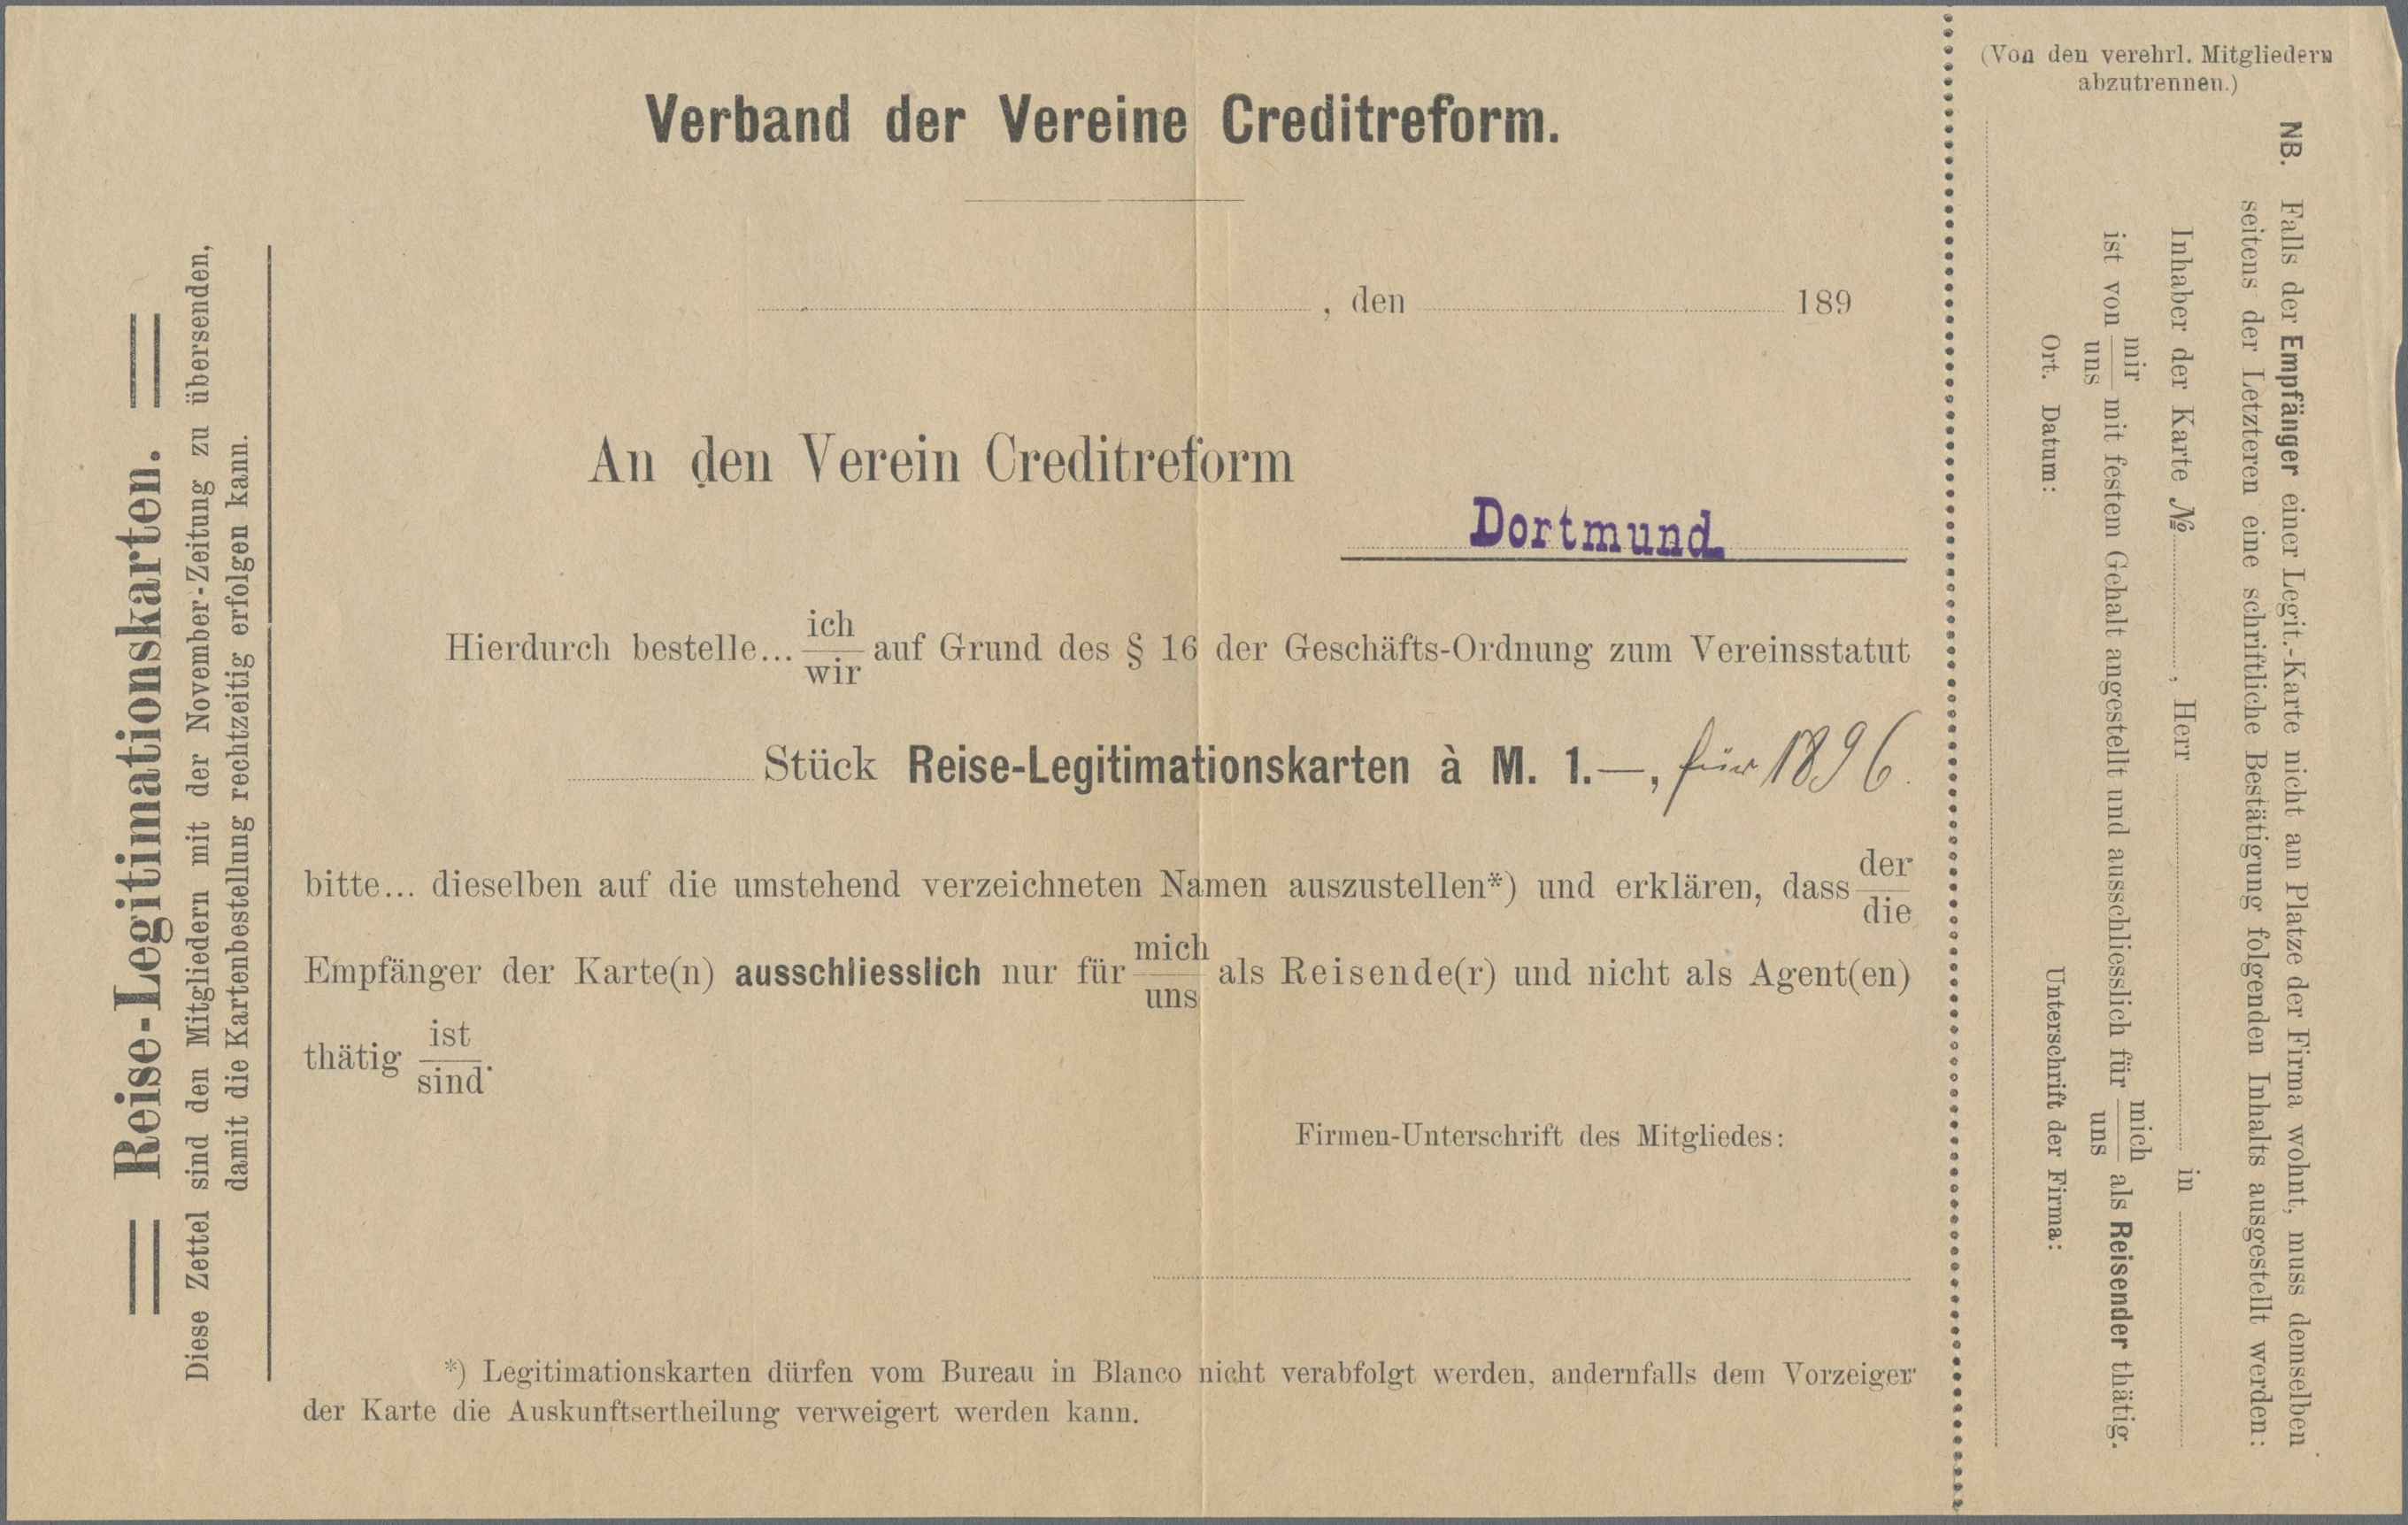 = Reise-Legitimationskarten. =
Diese Zettel sind den Mitgliedern mit der November-Zeitung zu übersenden,
damit die Kartenbestellung rechtzeitig erfolgen kann.
Verband der Vereine Creditreform.
, den 189
An den Verein Creditreform
Dortmund.
Hierdurch bestelle... ich/wir auf Grund des § 16 der Geschäfts-Ordnung zum Vereinsstatut
Stück Reise-Legitimationskarten à M. 1.—, für 1896.
bitte... dieselben auf die umstehend verzeichneten Namen auszustellen*) und erklären, dass der/die
Empfänger der Karte(n) ausschliesslich nur für mich/uns als Reisende(r) und nicht als Agent(en)
thätig ist/sind.
Firmen-Unterschrift des Mitgliedes:
*) Legitimationskarten dürfen vom Bureau in Blanco nicht verabfolgt werden, andernfalls dem Vorzeiger
der Karte die Auskunftsertheilung verweigert werden kann.
(Von den verehrl. Mitgliedern
abzutrennen.)
NB. Falls der Empfänger einer Legit.-Karte nicht am Platze der Firma wohnt, muss demselben
seitens der Letzteren eine schriftliche Bestätigung folgenden Inhalts ausgestellt werden:
Inhaber der Karte № , Herr in
ist von mir/uns mit festem Gehalt angestellt und ausschliesslich für mich/uns als Reisender thätig.
Ort. Datum: Unterschrift der Firma: